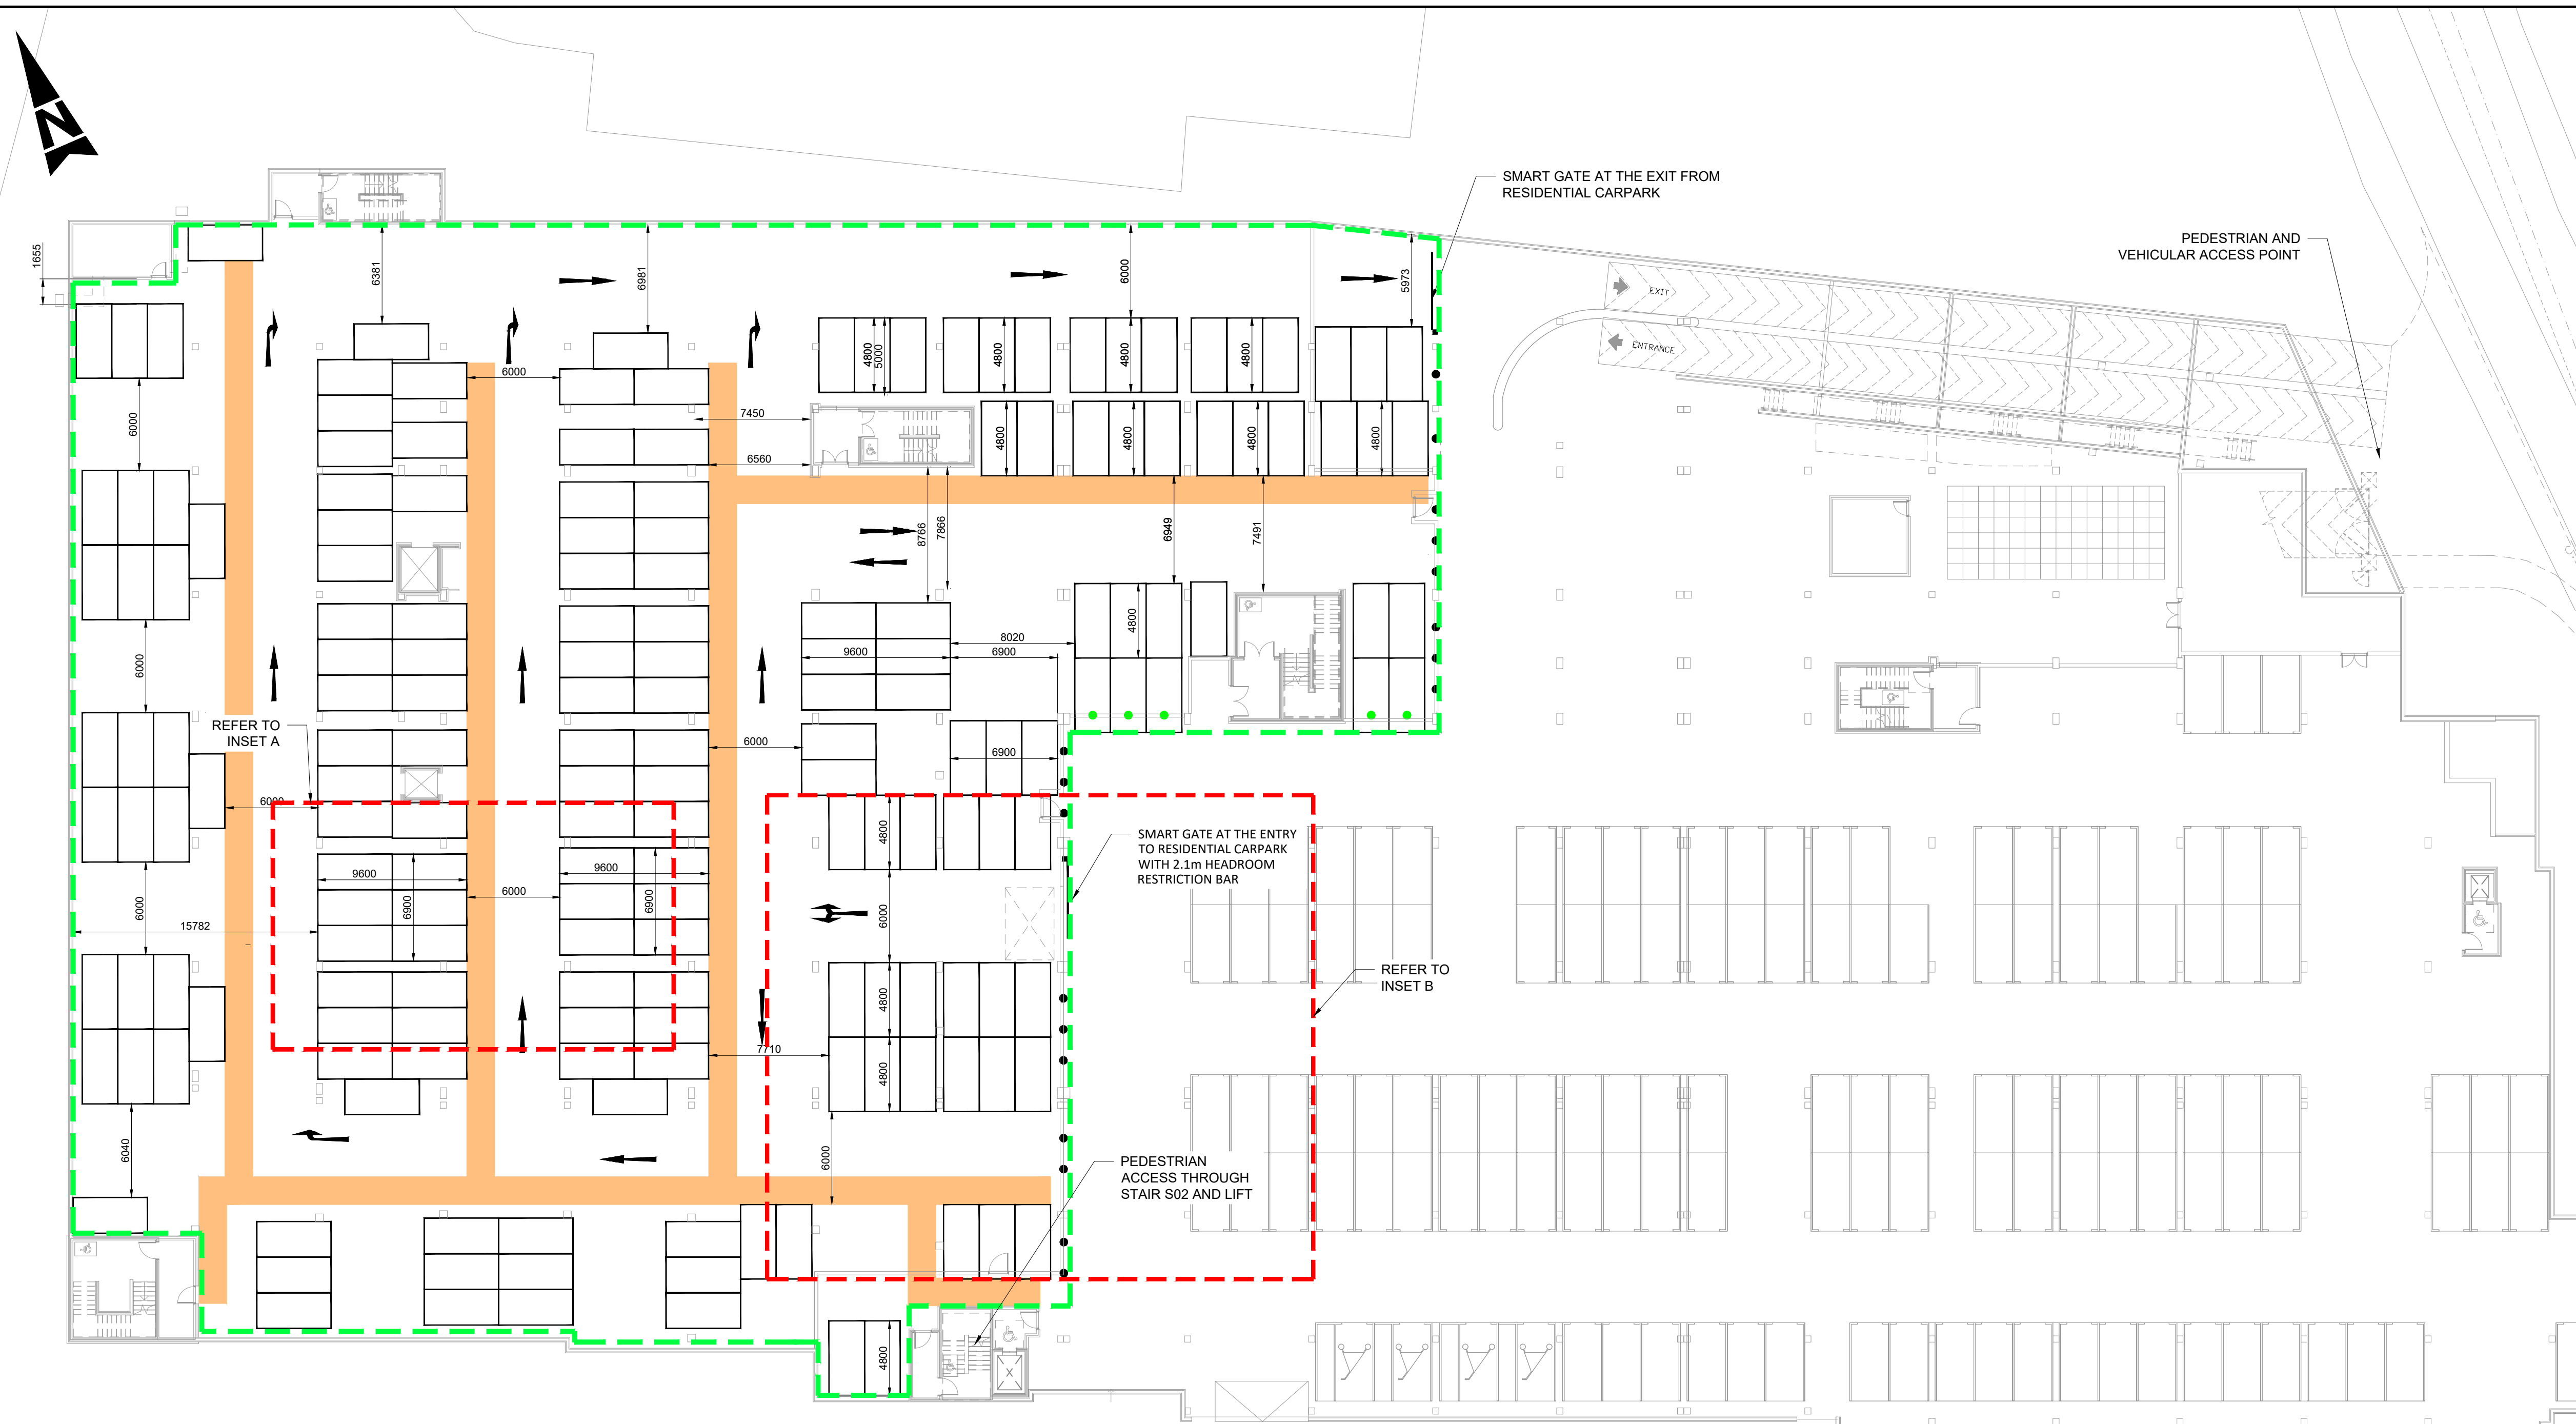 N
SMART GATE AT THE EXIT FROM
RESIDENTIAL CARPARK
PEDESTRIAN AND
VEHICULAR ACCESS POINT
EXIT
ENTRANCE
1655
6381
6981
6000
5973
4800
5000
4800
4800
4800
6000
6000
7450
6560
4800
4800
4800
4800
8766
7866
6949
7491
6000
4800
8020
9600
6900
REFER TO
INSET A
6000
6900
6000
SMART GATE AT THE ENTRY
TO RESIDENTIAL CARPARK
WITH 2.1m HEADROOM
RESTRICTION BAR
4800
9600
9600
6900
6000
6900
6000
6000
15782
REFER TO
INSET B
4800
7710
4800
6040
6000
PEDESTRIAN
ACCESS THROUGH
STAIR S02 AND LIFT
4800
X